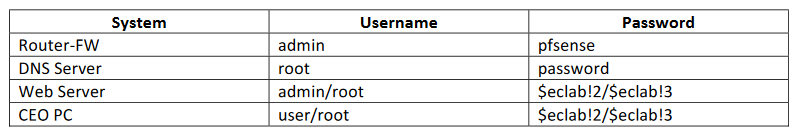 System Username Password
Router-FW admin pfsense
DNS Server root password
Web Server admin/root $eclab!2/$eclab!3
CEO PC user/root $eclab!2/$eclab!3